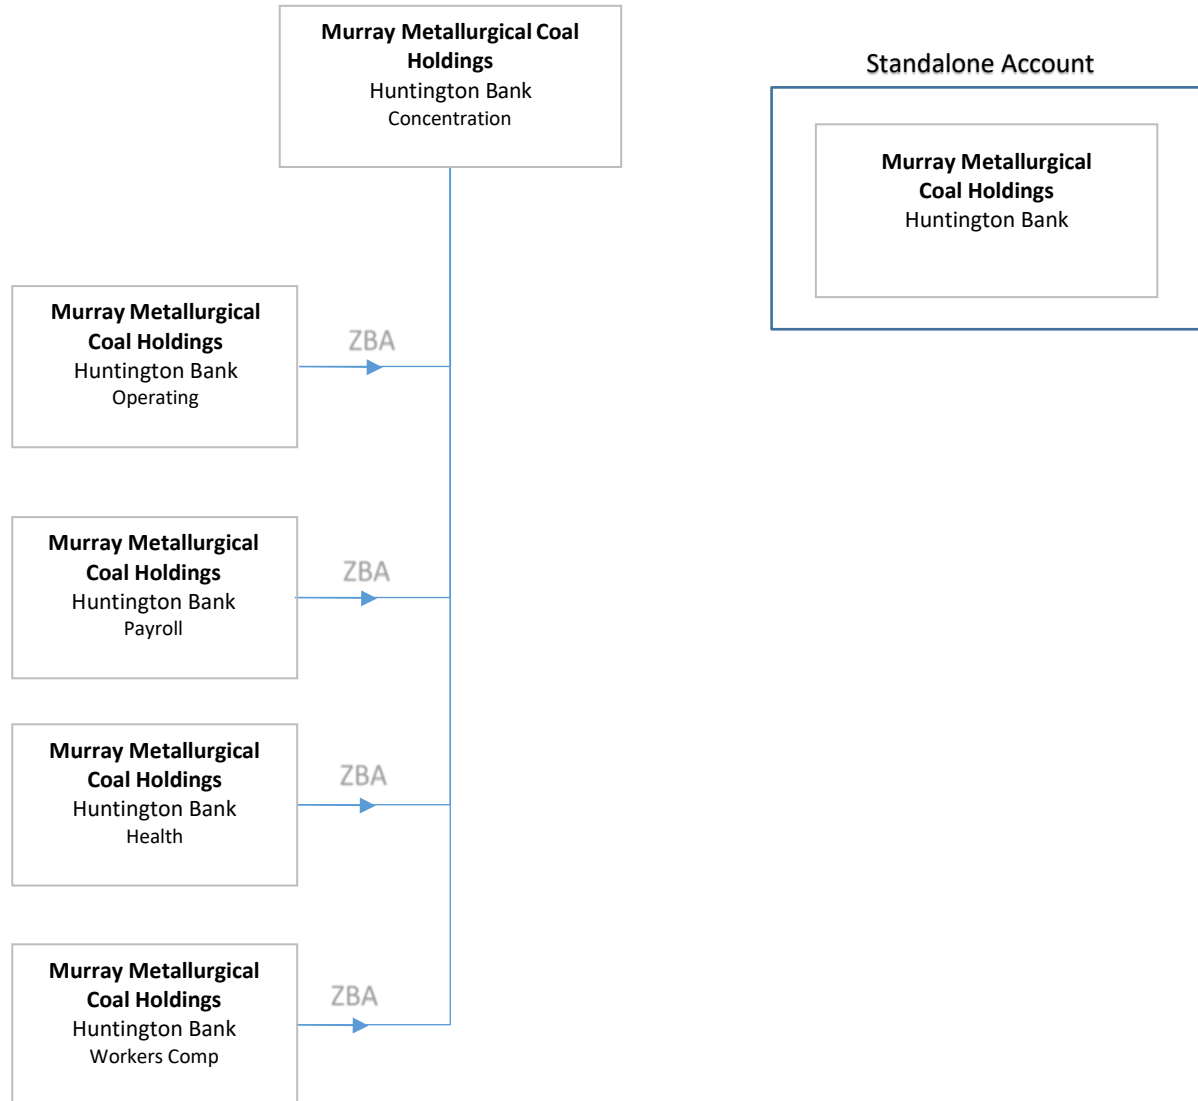 Murray Metallurgical Coal
Holdings
Huntington Bank
Concentration
Standalone Account
Murray Metallurgical
Coal Holdings
Huntington Bank
Murray Metallurgical
Coal Holdings
Huntington Bank
Operating
ZBA
Murray Metallurgical
Coal Holdings
Huntington Bank
Payroll
ZBA
Murray Metallurgical
Coal Holdings
Huntington Bank
Health
ZBA
Murray Metallurgical
Coal Holdings
Huntington Bank
Workers Comp
ZBA